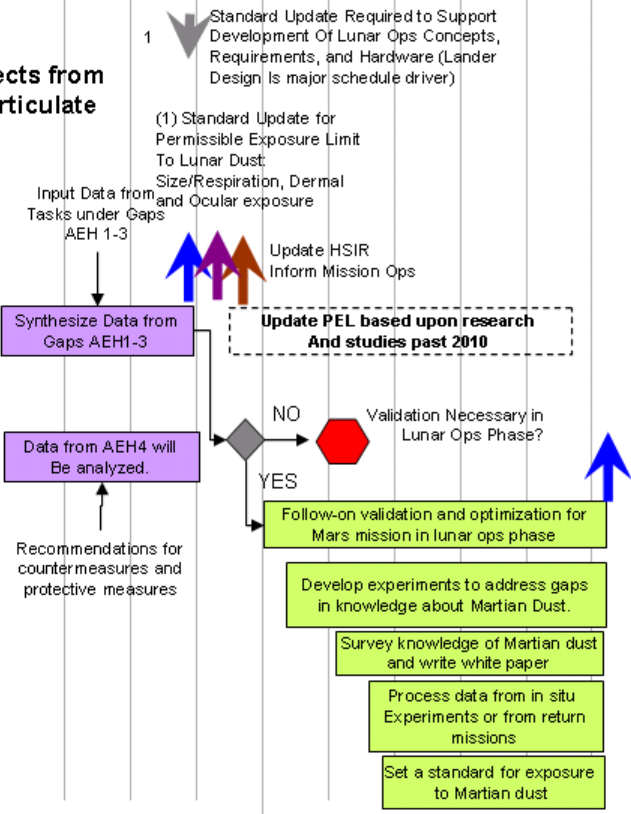 Standard Update Required to Support
1
Development Of Lunar Ops Concepts,
Requirements, and Hardware (Lander
Design Is major schedule driver)
ects from
rticulate
(1) Standard Update for
Permissible Exposure Limit
To Lunar Dust:
Size/Respiration, Dermal
and Ocular exposure
Input Data from
Tasks under Gaps
AEH 1-3
Update HSIR
Inform Mission Ops
Synthesize Data from
Gaps AEH1-3
Update PEL based upon research
And studies past 2010
NO
Validation Necessary in
Lunar Ops Phase?
Data from AEH4 will
Be analyzed.
YES
Follow-on validation and optimization for
Mars mission in lunar ops phase
Recommendations for
countermeasures and
protective measures
Develop experiments to address gaps
in knowledge about Martian Dust.
Survey knowledge of Martian dust
and write white paper
Process data from in situ
Experiments or from return
missions
Set a standard for exposure
to Martian dust